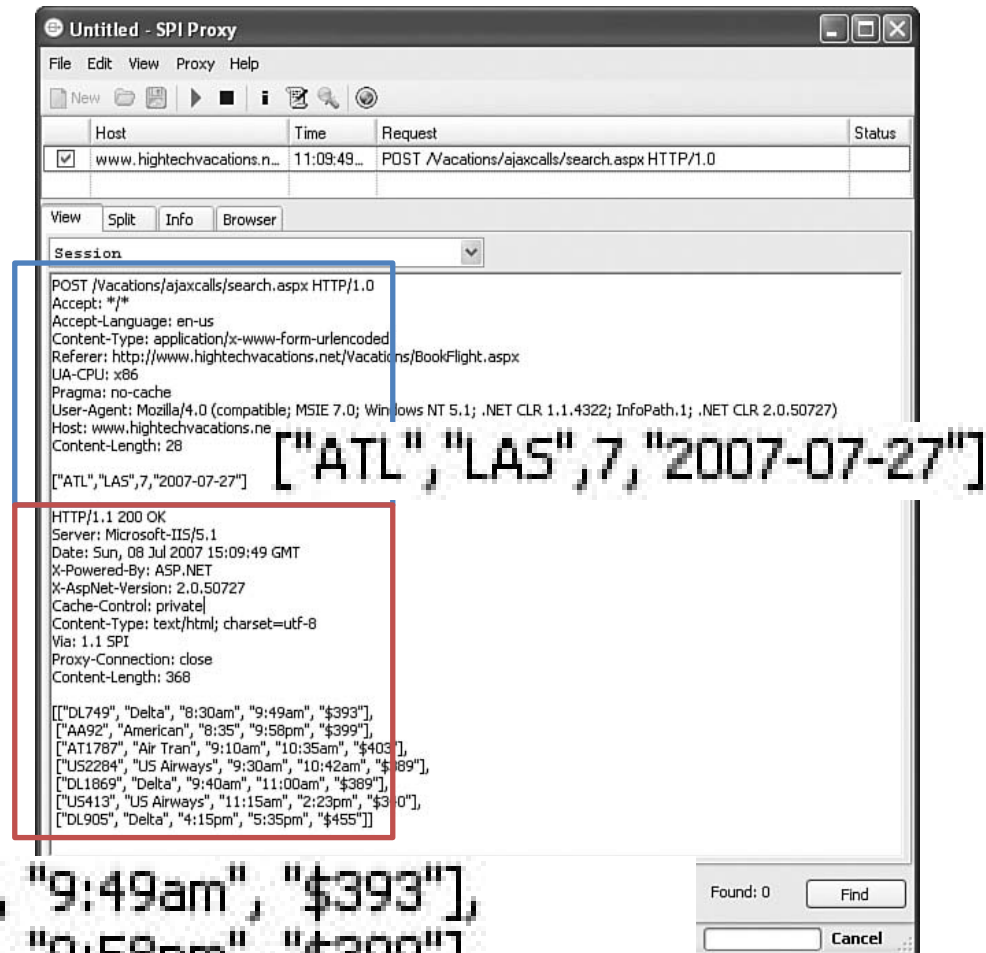 Untitled - SPI Proxy
File Edit View Proxy Help
New
Host Time Request Status
www.hightechvacations.n... 11:09:49... POST /Vacations/ajaxcalls/search.aspx HTTP/1.0
View Split Info Browser
Session
POST /Vacations/ajaxcalls/search.aspx HTTP/1.0
Accept: */*
Accept-Language: en-us
Content-Type: application/x-www-form-urlencoded
Referer: http://www.hightechvacations.net/Vacations/BookFlight.aspx
UA-CPU: x86
Pragma: no-cache
User-Agent: Mozilla/4.0 (compatible; MSIE 7.0; Windows NT 5.1; .NET CLR 1.1.4322; InfoPath.1; .NET CLR 2.0.50727)
Host: www.hightechvacations.ne
Content-Length: 28
["ATL","LAS",7,"2007-07-27"]
["ATL","LAS",7,"2007-07-27"]
HTTP/1.1 200 OK
Server: Microsoft-IIS/5.1
Date: Sun, 08 Jul 2007 15:09:49 GMT
X-Powered-By: ASP.NET
X-AspNet-Version: 2.0.50727
Cache-Control: private
Content-Type: text/html; charset=utf-8
Via: 1.1 SPI
Proxy-Connection: close
Content-Length: 368
[["DL749", "Delta", "8:30am", "9:49am", "$393"],
["AA92", "American", "8:35", "9:58pm", "$399"],
["AT1787", "Air Tran", "9:10am", "10:35am", "$403"],
["US2284", "US Airways", "9:30am", "10:42am", "$389"],
["DL1869", "Delta", "9:40am", "11:00am", "$389"],
["US413", "US Airways", "11:15am", "2:23pm",
["DL905", "Delta", "4:15pm", "5:35pm", "$455"]]
, "9:49am", "$393"],
"9:58pm", "$399"]
Found: 0 Find
Cancel